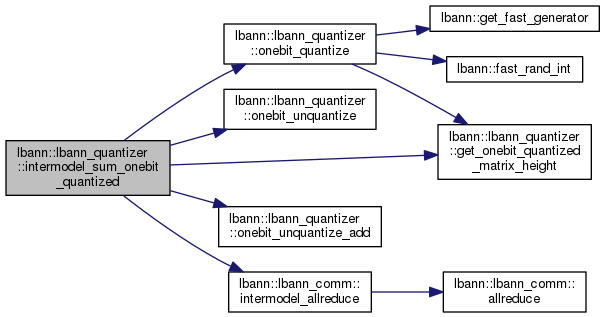 lbann::lbann_quantizer
::intermodel_sum_onebit
_quantized
lbann::lbann_quantizer
::onebit_quantize
lbann::get_fast_generator
lbann::fast_rand_int
lbann::lbann_quantizer
::get_onebit_quantized
_matrix_height
lbann::lbann_quantizer
::onebit_unquantize
lbann::lbann_quantizer
::onebit_unquantize_add
lbann::lbann_comm::
intermodel_allreduce
lbann::lbann_comm::
allreduce